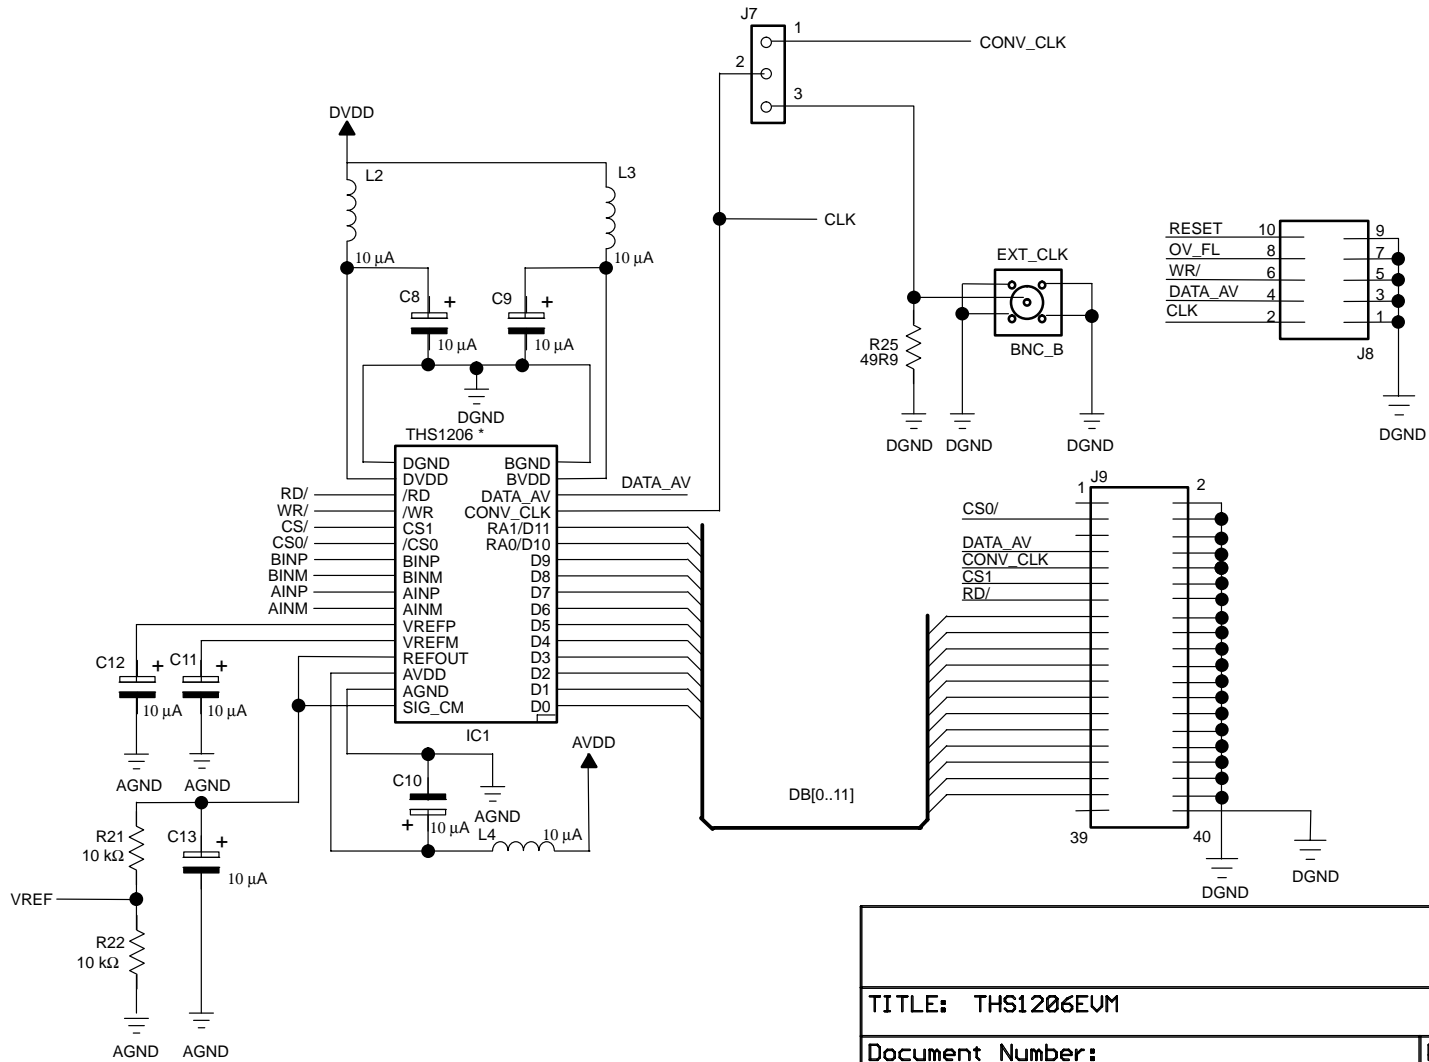 J7
1
CONV_CLK
2
3
DVDD
L2
L3
CLK
10 µA
10 µA
C8
+
C9
+
10 µA
10 µA
DGND
EXT_CLK
BNC_B
R25
49R9
DGND
DGND
DGND
RESET 10 9
OV_FL 8 7
WR/ 6 5
DATA_AV 4 3
CLK 2 1
J8
DGND
THS1206 *
DGND BGND
DVDD BVDD
RD/ /RD DATA_AV DATA_AV
WR/ /WR CONV_CLK
CS/ CS1 RA1/D11
CS0/ /CS0 RA0/D10
BINP BINP D9
BINM BINM D8
AINP AINP D7
AINM AINM D6
VREFP D5
VREFM D4
REFOUT D3
AVDD D2
AGND D1
SIG_CM D0
IC1
C12
+
C11
+
10 µA
10 µA
AGND
AGND
C10
+
10 µA
AGND
L4
10 µA
AVDD
R21
10 kΩ
C13
+
10 µA
VREF
R22
10 kΩ
AGND
AGND
DB[0..11]
J9
1
2
CS0/
DATA_AV
CONV_CLK
CS1
RD/
39
40
DGND
DGND
TITLE: THS1206EVM
Document Number: